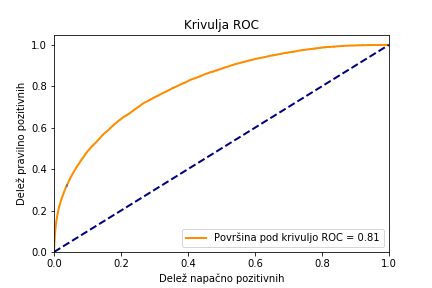 Krivulja ROC
Delež pravilno pozitivnih
1.0
0.8
0.6
0.4
0.2
0.0
Površina pod krivuljo ROC = 0.81
0.0 0.2 0.4 0.6 0.8 1.0
Delež napačno pozitivnih